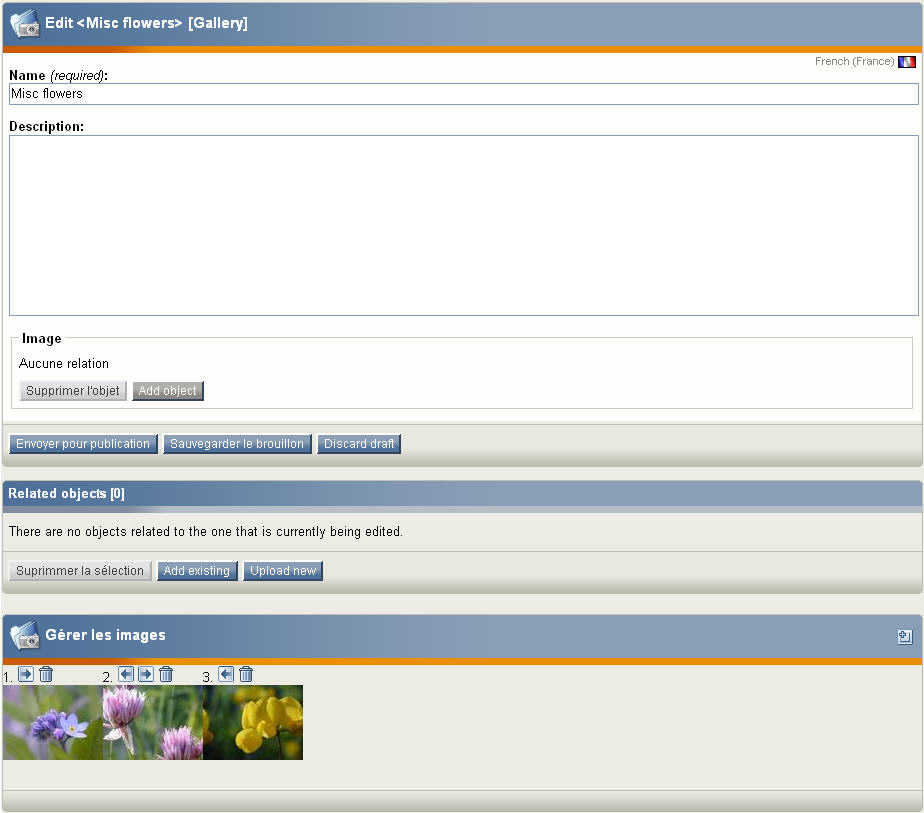 Edit <Misc flowers> [Gallery]
French (France)
Name (required):
Misc flowers
Description:
Image
Aucune relation
Supprimer l'objet Add object
Envoyer pour publication Sauvegarder le brouillon Discard draft
Related objects [0]
There are no objects related to the one that is currently being edited.
Suprimmer la sélection Add existing Upload new
Gérer les images
1. 2. 3.